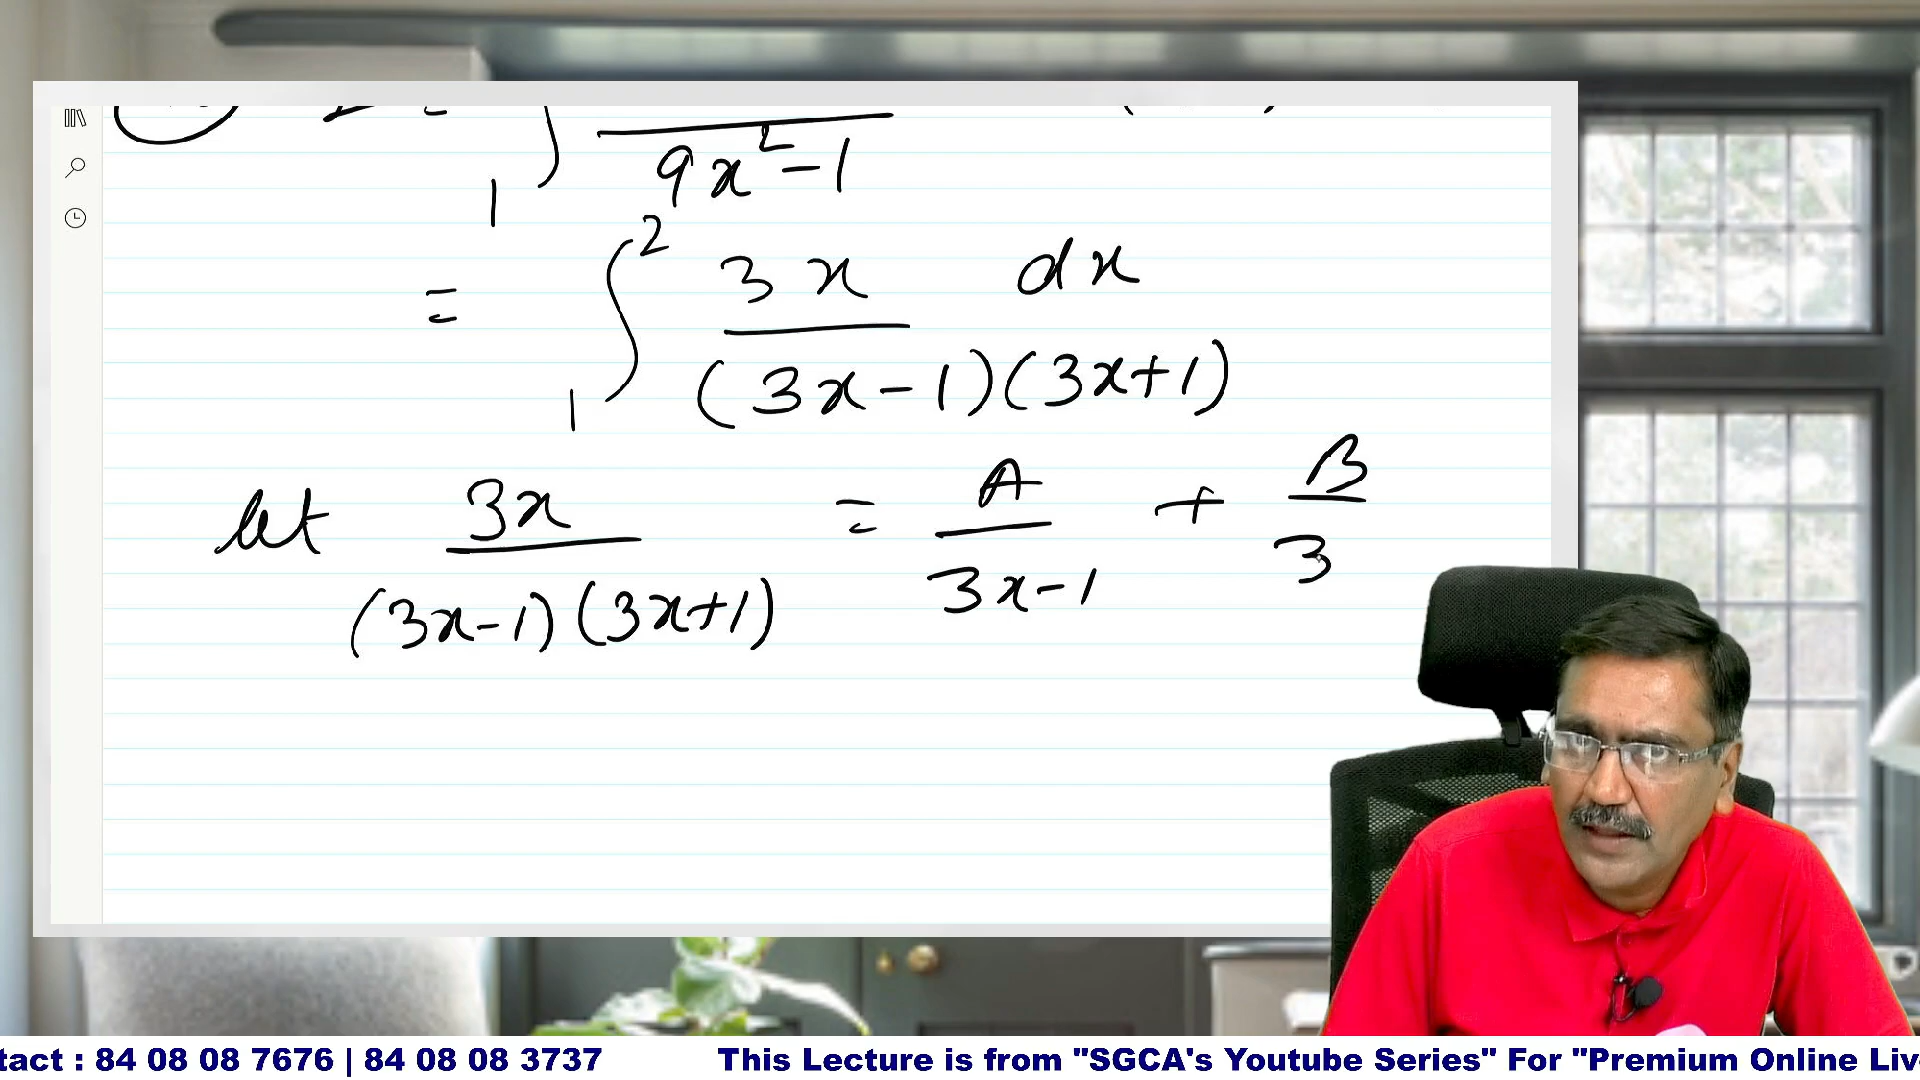 1
9x²-1
= ∫ 2 1 3x / (3x-1)(3x+1) dx
let 3x / (3x-1)(3x+1) = A / 3x-1 + B / 3
tact : 84 08 08 7676 | 84 08 08 3737 This Lecture is from "SGCA's Youtube Series" For "Premium Online Liv